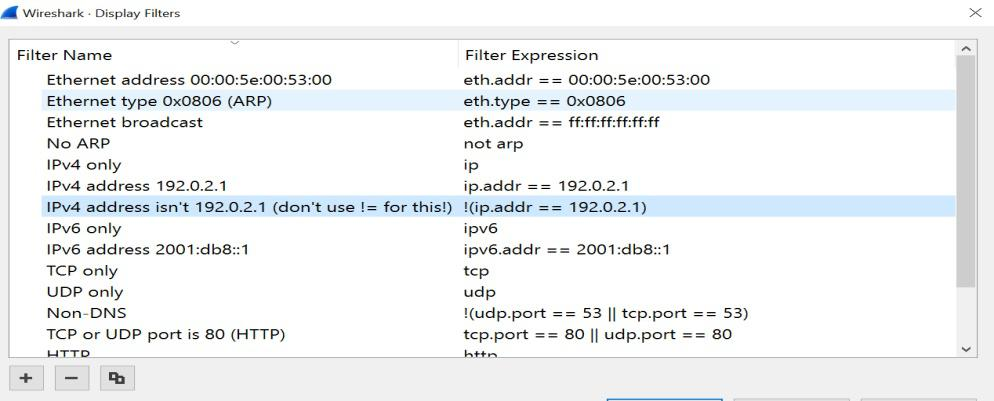 Wireshark · Display Filters
Filter Name Filter Expression
Ethernet address 00:00:5e:00:53:00 eth.addr == 00:00:5e:00:53:00
Ethernet type 0x0806 (ARP) eth.type == 0x0806
Ethernet broadcast eth.addr == ff:ff:ff:ff:ff:ff
No ARP not arp
IPv4 only ip
IPv4 address 192.0.2.1 ip.addr == 192.0.2.1
IPv4 address isn't 192.0.2.1 (don't use != for this!) !(ip.addr == 192.0.2.1)
IPv6 only ipv6
IPv6 address 2001:db8::1 ipv6.addr == 2001:db8::1
TCP only tcp
UDP only udp
Non-DNS !(udp.port == 53 || tcp.port == 53)
TCP or UDP port is 80 (HTTP) tcp.port == 80 || udp.port == 80
HTTP http